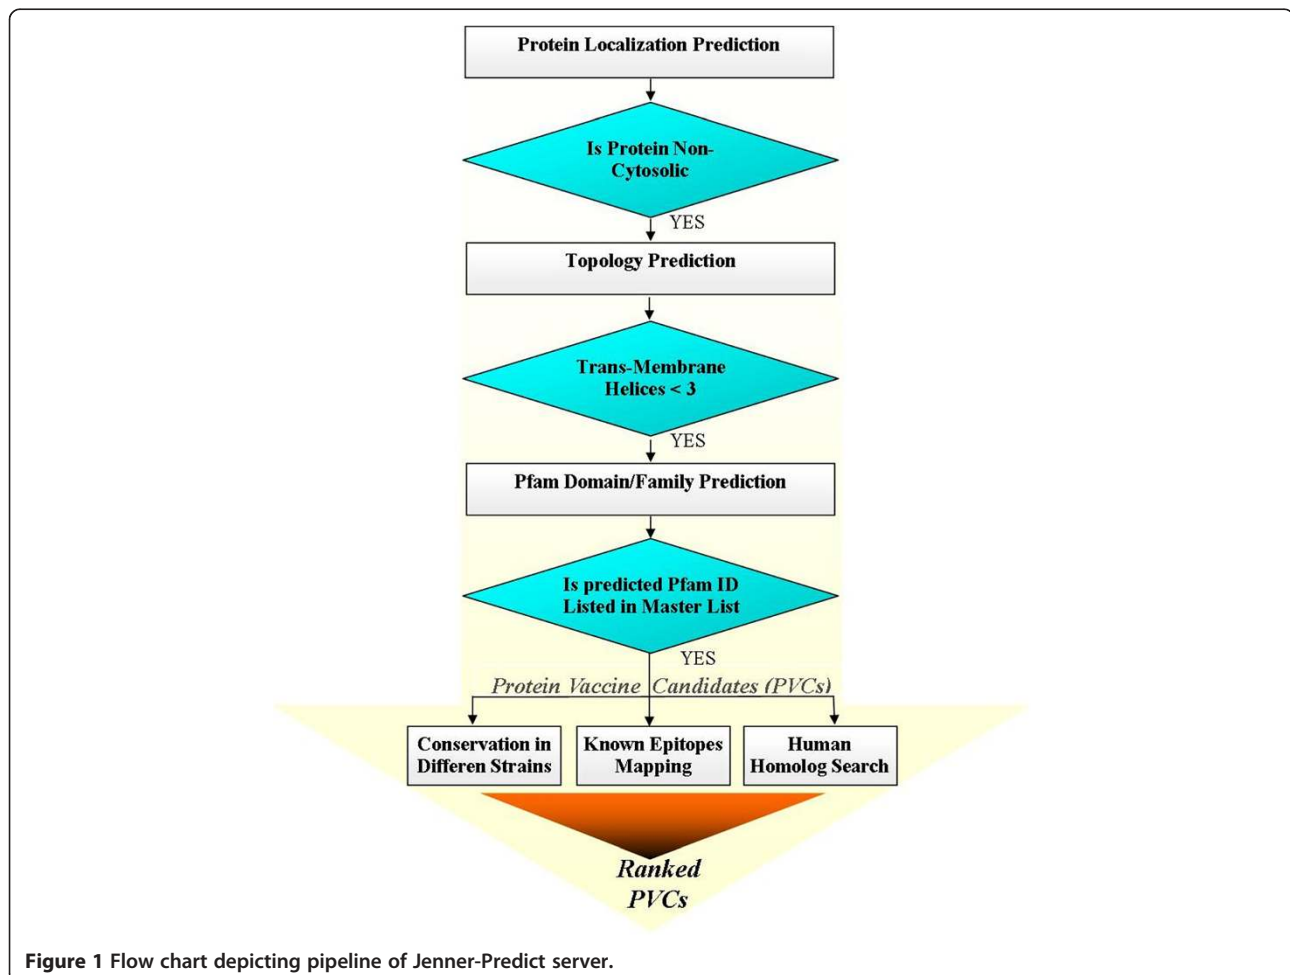 Protein Localization Prediction
Is Protein Non-
Cytosolic
YES
Topology Prediction
Trans-Membrane
Helices < 3
YES
Pfam Domain/Family Prediction
Is predicted Pfam ID
Listed in Master List
YES
Protein Vaccine Candidates (PVCs)
Conservation in
Differen Strains
Known Epitopes
Mapping
Human
Homolog Search
Ranked
PVCs
Figure 1 Flow chart depicting pipeline of Jenner-Predict server.